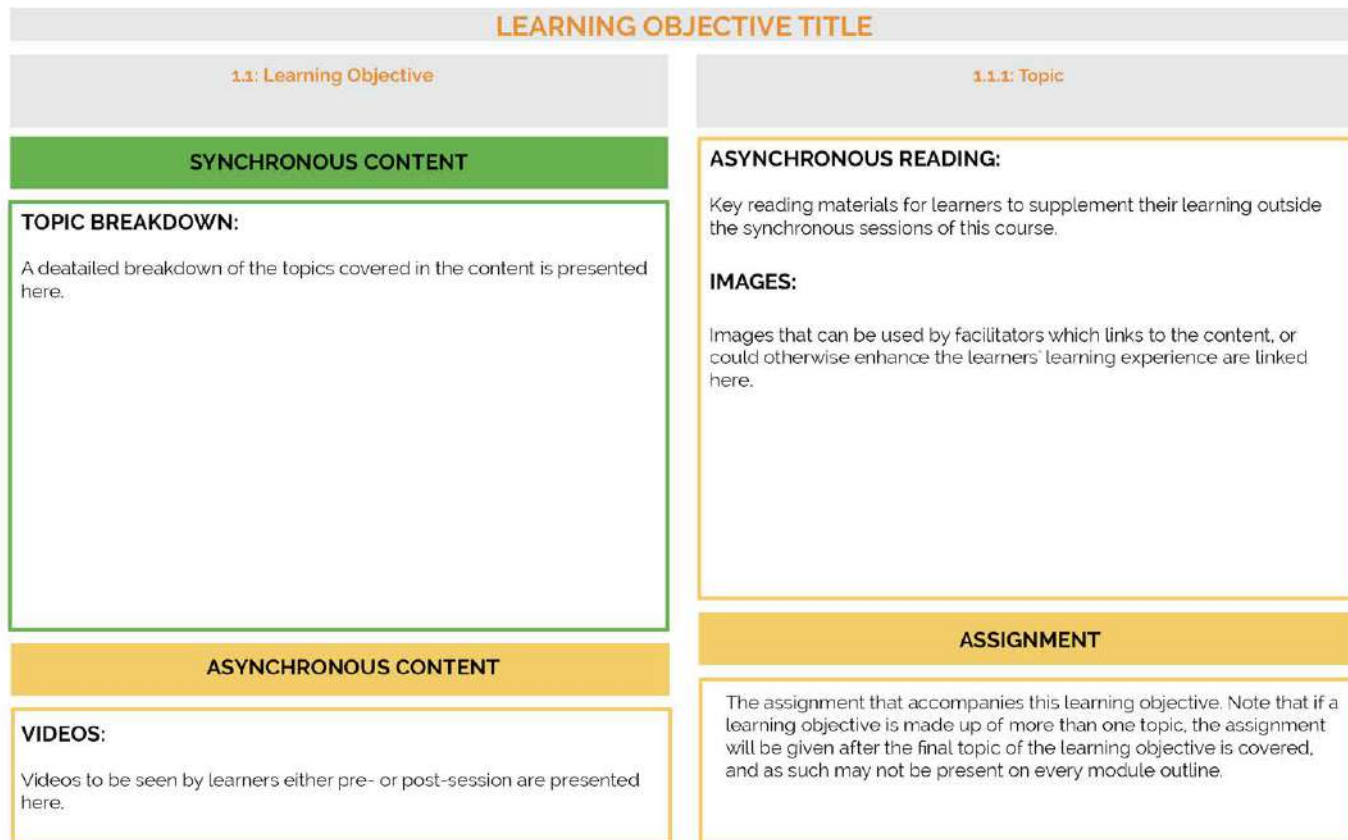 LEARNING OBJECTIVE TITLE
1.1: Learning Objective
SYNCHRONOUS CONTENT
TOPIC BREAKDOWN:
A deatailed breakdown of the topics covered in the content is presented
here.
ASYNCHRONOUS CONTENT
VIDEOS:
Videos to be seen by learners either pre- or post-session are presented
here.
1.1.1: Topic
ASYNCHRONOUS READING:
Key reading materials for learners to supplement their learning outside
the synchronous sessions of this course.
IMAGES:
Images that can be used by facilitators which links to the content, or
could otherwise enhance the learners' learning experience are linked
here.
ASSIGNMENT
The assignment that accompanies this learning objective. Note that if a
learning objective is made up of more than one topic, the assignment
will be given after the final topic of the learning objective is covered,
and as such may not be present on every module outline.